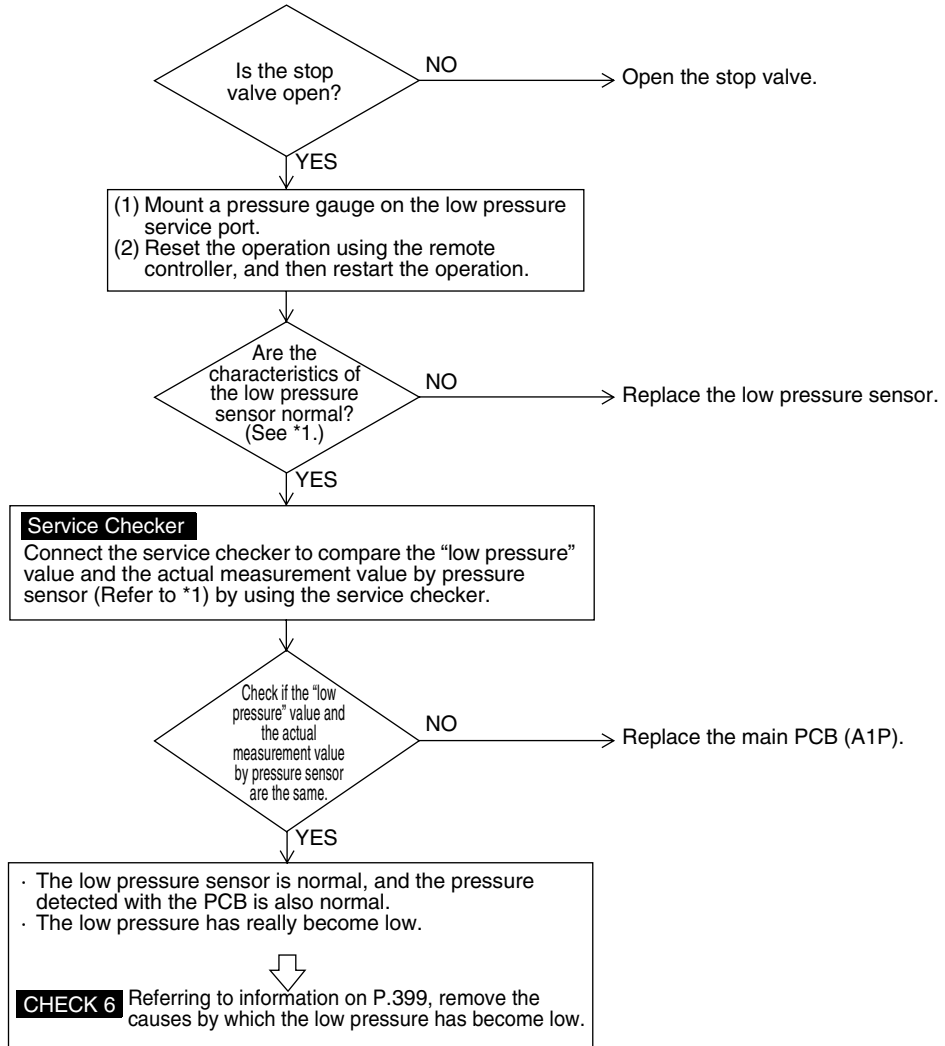 Is the stop
valve open?
NO
Open the stop valve.
YES
(1) Mount a pressure gauge on the low pressure
service port.
(2) Reset the operation using the remote
controller, and then restart the operation.
Are the
characteristics of
the low pressure
sensor normal?
(See *1.)
NO
Replace the low pressure sensor.
YES
Service Checker
Connect the service checker to compare the “low pressure”
value and the actual measurement value by pressure
sensor (Refer to *1) by using the service checker.
Check if the “low
pressure” value and
the actual
measurement value
by pressure sensor
are the same.
NO
Replace the main PCB (A1P).
YES
· The low pressure sensor is normal, and the pressure
detected with the PCB is also normal.
· The low pressure has really become low.
CHECK 6 Referring to information on P.399, remove the
causes by which the low pressure has become low.